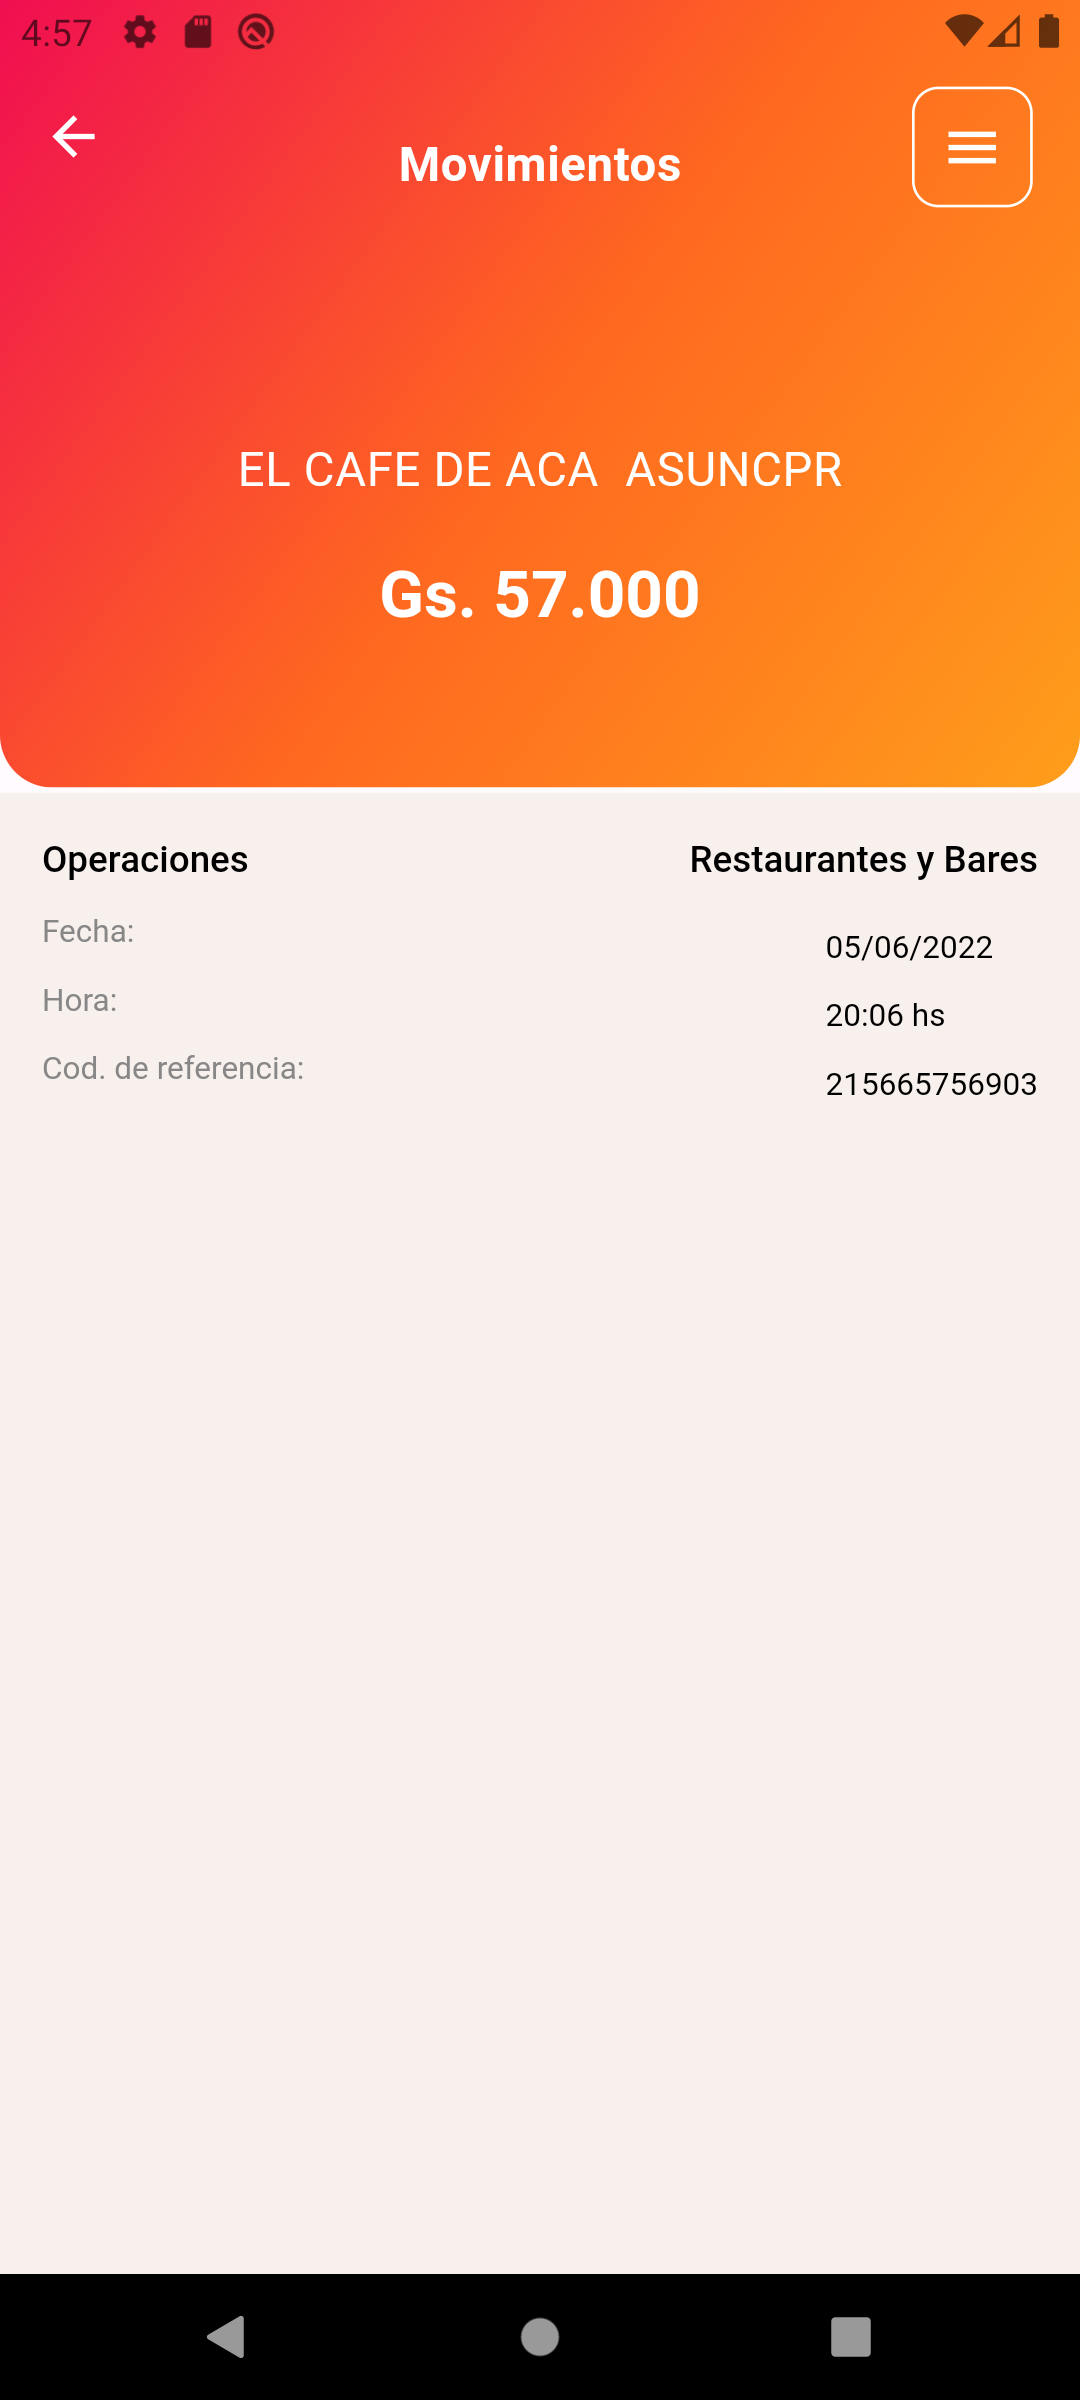 4:57
Movimientos
EL CAFE DE ACA  ASUNCPR
Gs. 57.000
Operaciones Restaurantes y Bares
Fecha: 05/06/2022
Hora: 20:06 hs
Cod. de referencia: 215665756903